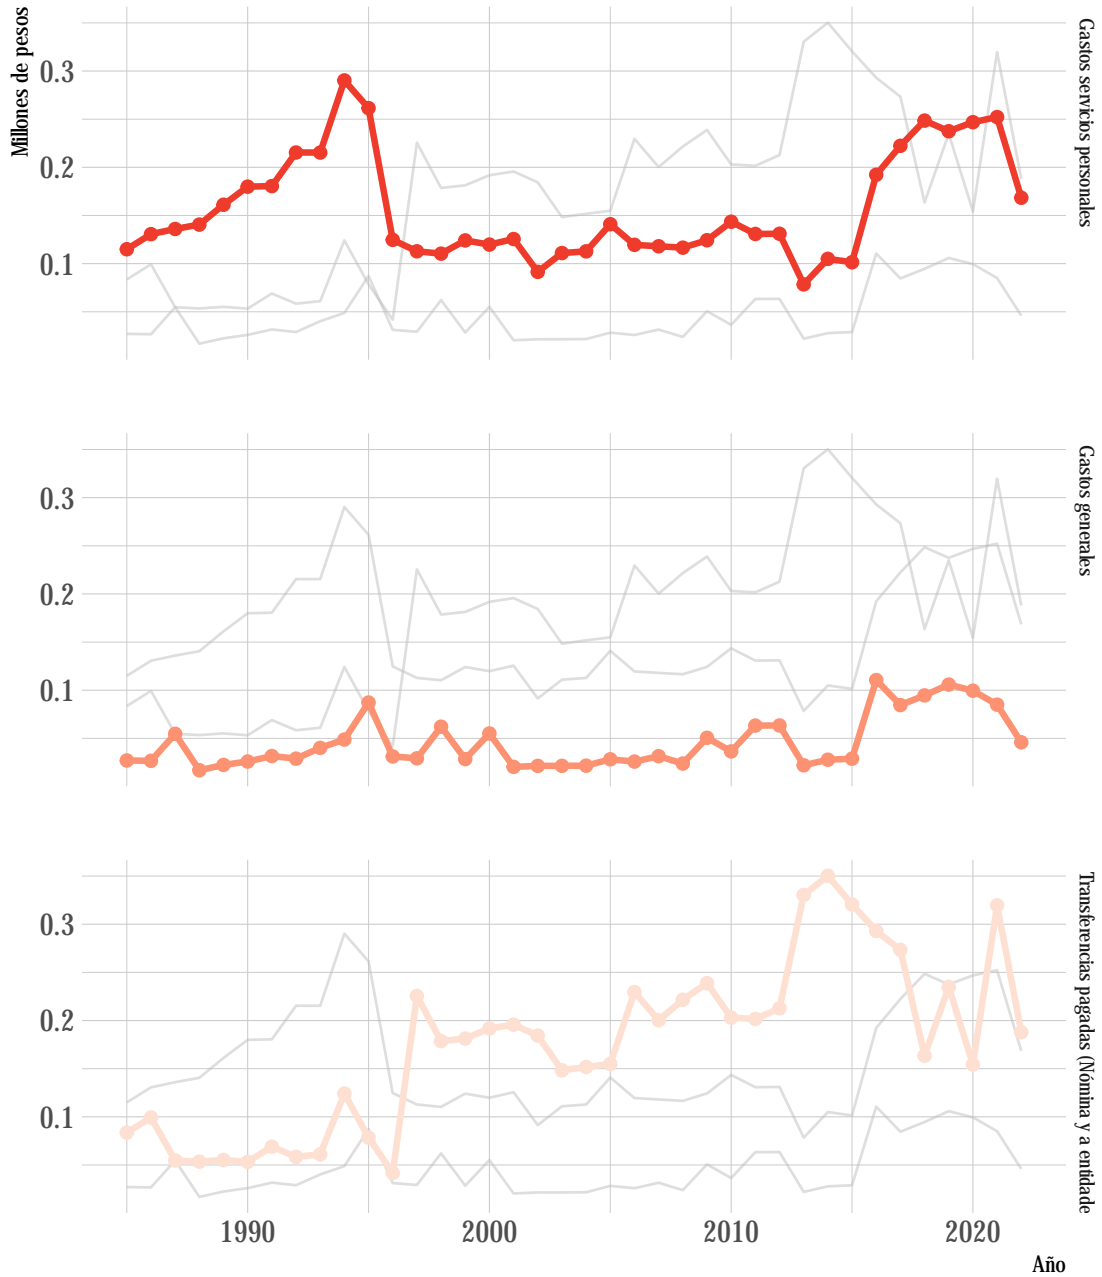 Millones de pesos
0.3
0.2
0.1
Gastos servicios personales
0.3
0.2
0.1
Gastos generales
0.3
0.2
0.1
Transferencias pagadas (Nómina y a entidade
1990
2000
2010
2020
Año